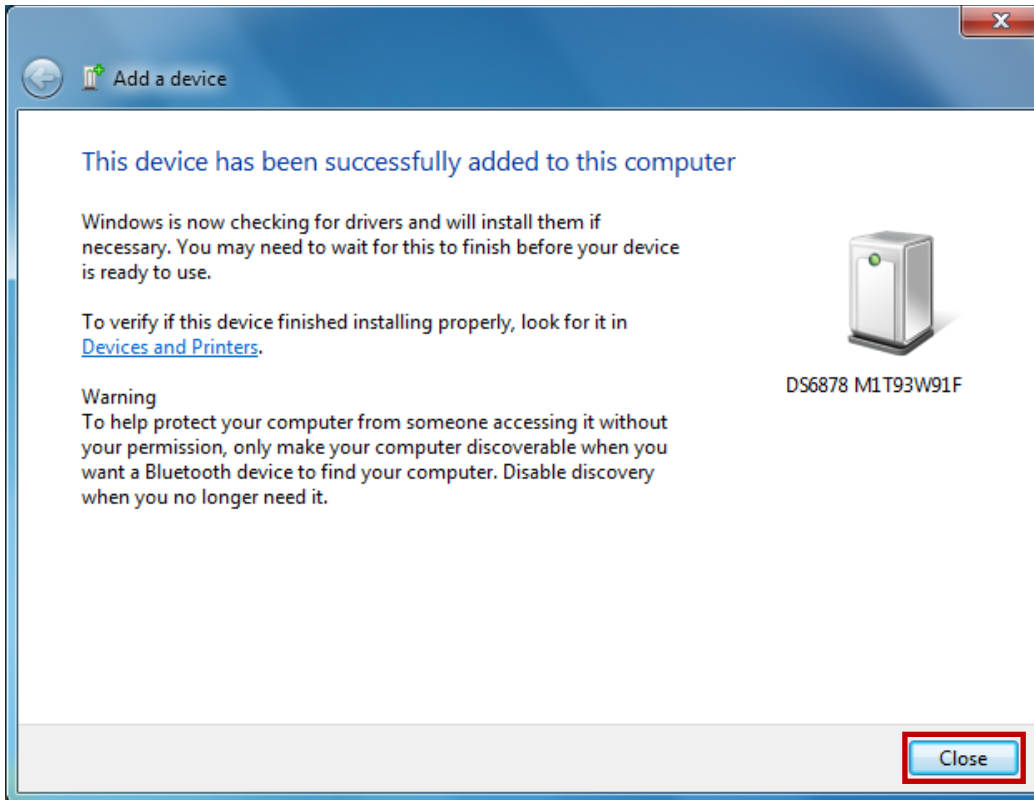 Add a device
This device has been successfully added to this computer
Windows is now checking for drivers and will install them if
necessary. You may need to wait for this to finish before your device
is ready to use.
To verify if this device finished installing properly, look for it in
Devices and Printers.
DS6878 M1T93W91F
Warning
To help protect your computer from someone accessing it without
your permission, only make your computer discoverable when you
want a Bluetooth device to find your computer. Disable discovery
when you no longer need it.
Close